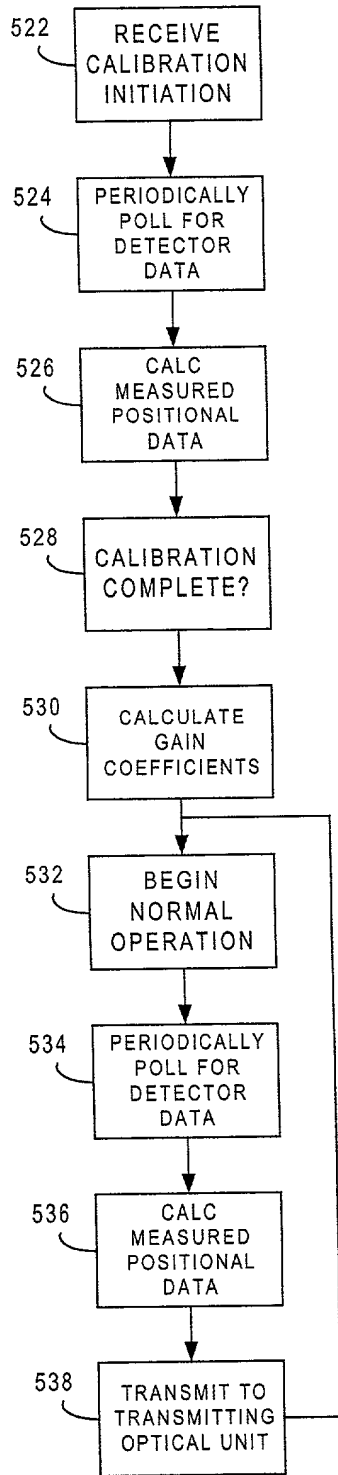 522
RECEIVE
CALIBRATION
INITIATION
524
PERIODICALLY
POLL FOR
DETECTOR
DATA
526
CALC
MEASURED
POSITIONAL
DATA
528
CALIBRATION
COMPLETE?
530
CALCULATE
GAIN
COEFFICIENTS
532
BEGIN
NORMAL
OPERATION
534
PERIODICALLY
POLL FOR
DETECTOR
DATA
536
CALC
MEASURED
POSITIONAL
DATA
538
TRANSMIT TO
TRANSMITTING
OPTICAL UNIT